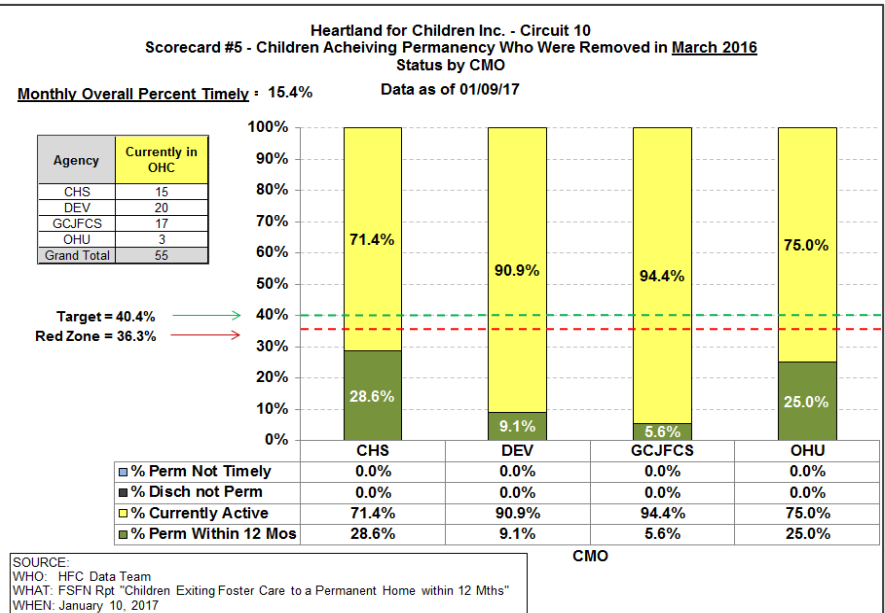 Heartland for Children Inc. - Circuit 10
Scorecard #5 - Children Acheiving Permanency Who Were Removed in March 2016
Status by CMO
Monthly Overall Percent Timely = 15.4%
Data as of 01/09/17
Agency Currently in OHC
CHS 15
DEV 20
GCJFCS 17
OHU 3
Grand Total 55
Target = 40.4%
Red Zone = 36.3%
100%
90%
80%
70%
60%
50%
40%
30%
20%
10%
0%
71.4% 90.9% 94.4% 75.0%
28.6% 9.1% 5.6% 25.0%
CHS DEV GCJFCS OHU
% Perm Not Timely 0.0% 0.0% 0.0% 0.0%
% Disch not Perm 0.0% 0.0% 0.0% 0.0%
% Currently Active 71.4% 90.9% 94.4% 75.0%
% Perm Within 12 Mos 28.6% 9.1% 5.6% 25.0%
CMO
SOURCE:
WHO: HFC Data Team
WHAT: FSFN Rpt "Children Exiting Foster Care to a Permanent Home within 12 Mths"
WHEN: January 10, 2017